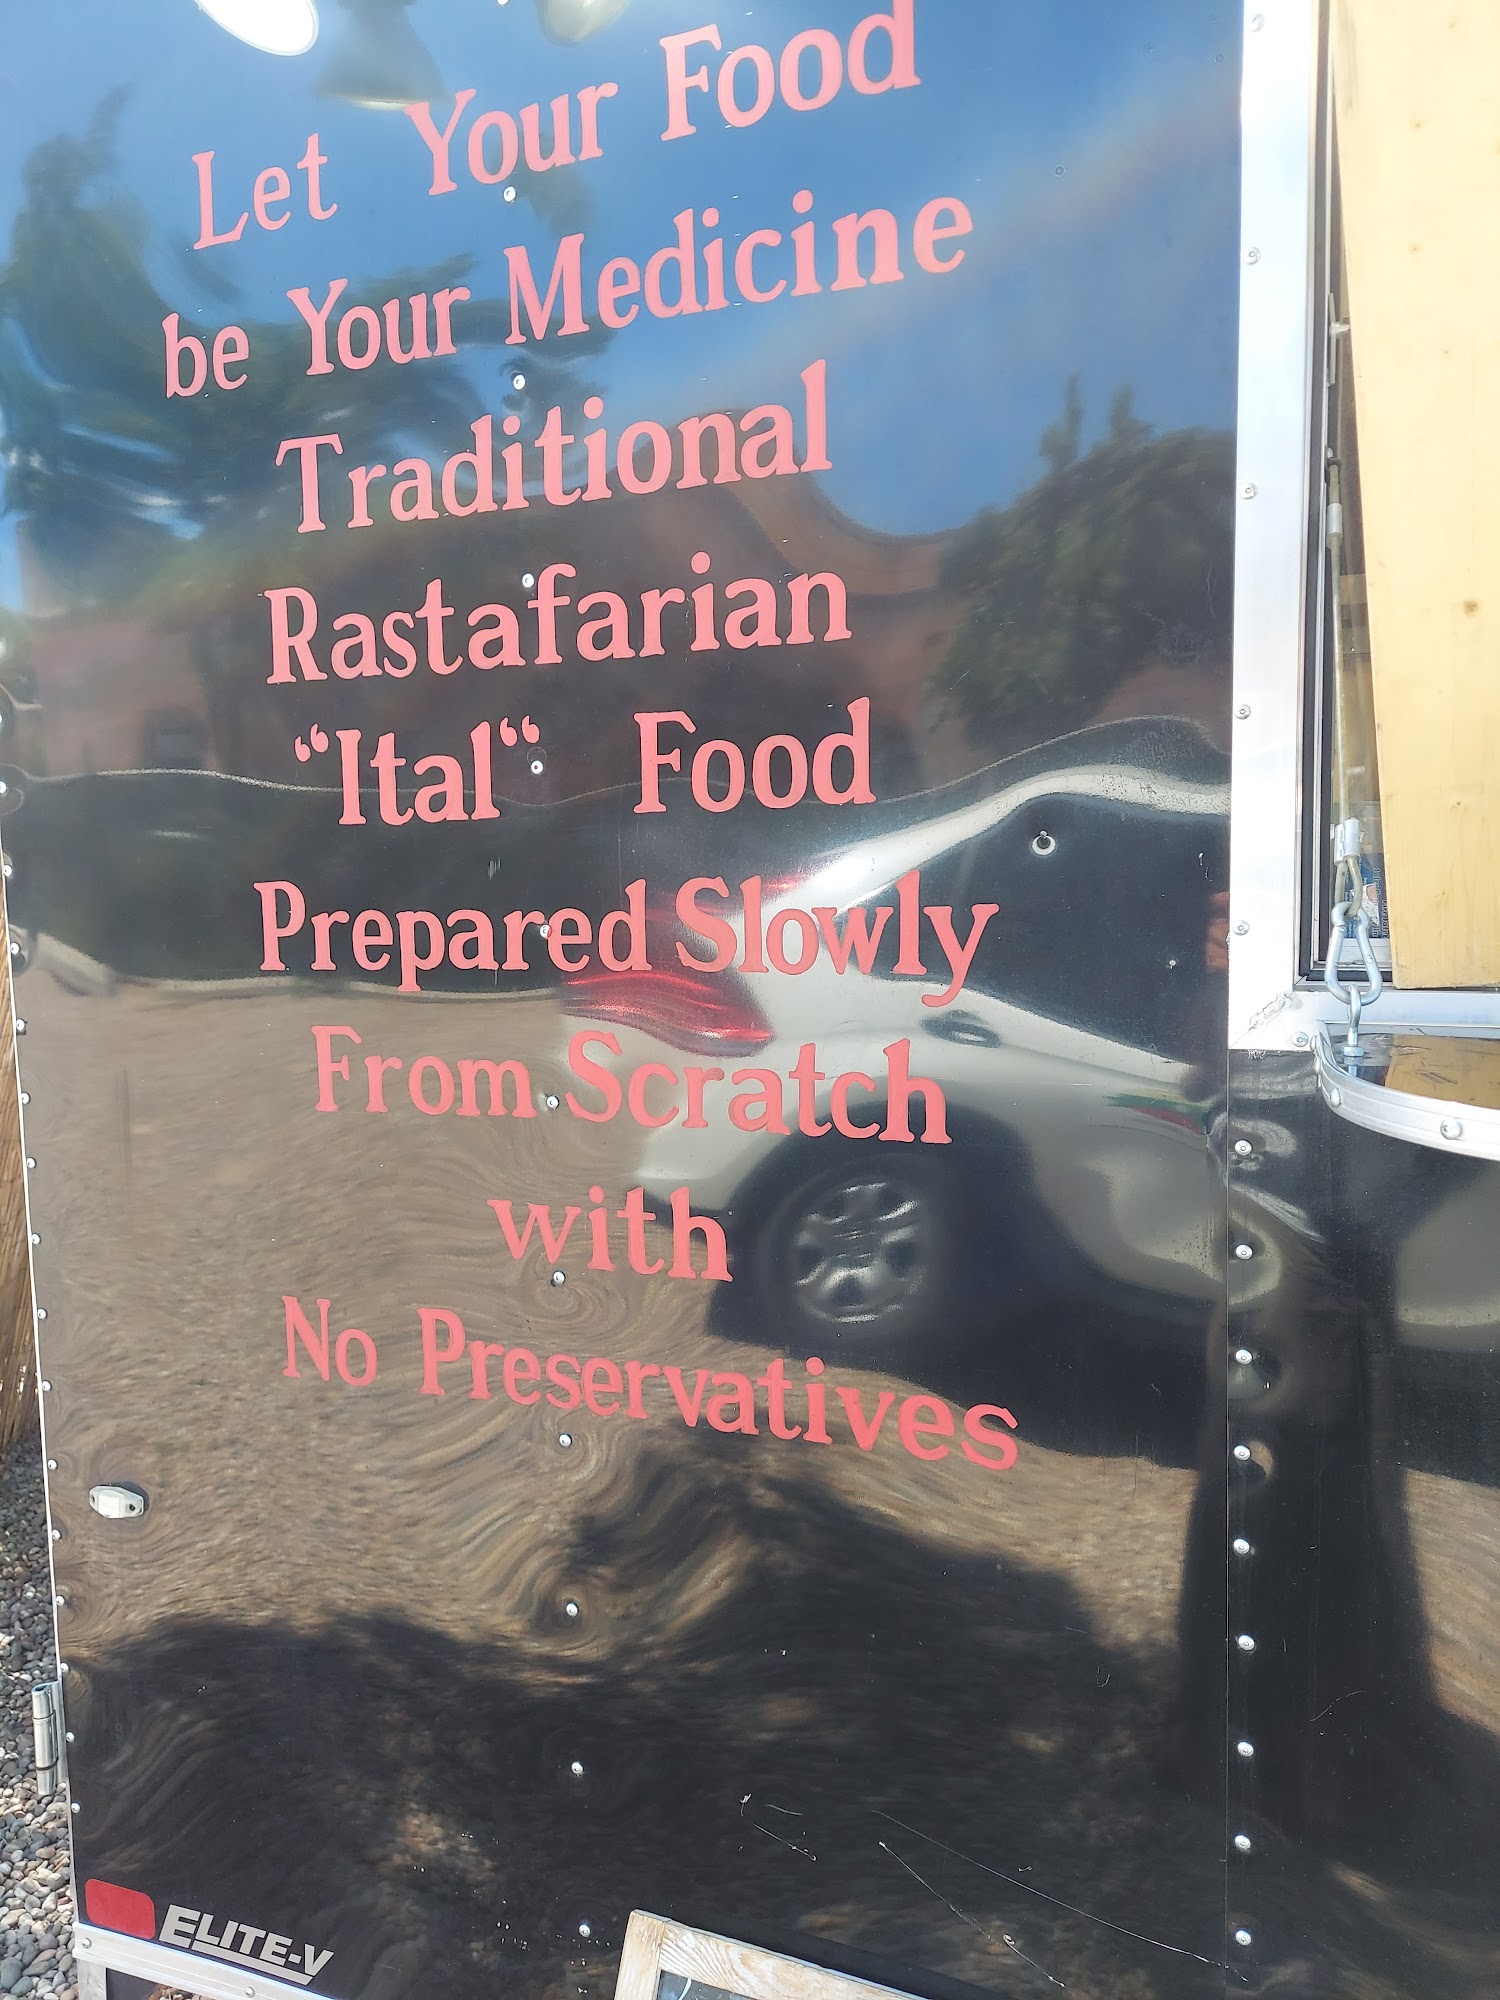 Let Your Food
be Your Medicine
Traditional
Rastafarian
“Ital“ Food
Prepared Slowly
From Scratch
with
No Preservatives
ELITE-V